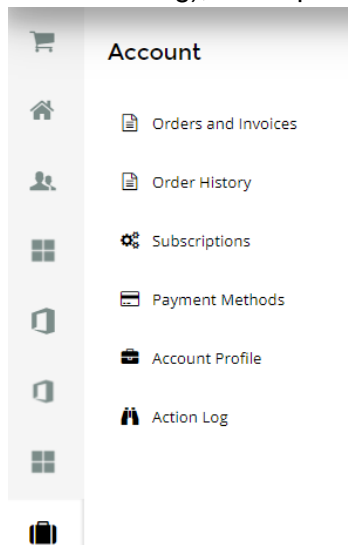 Account
Orders and Invoices
Order History
Subscriptions
Payment Methods
Account Profile
Action Log